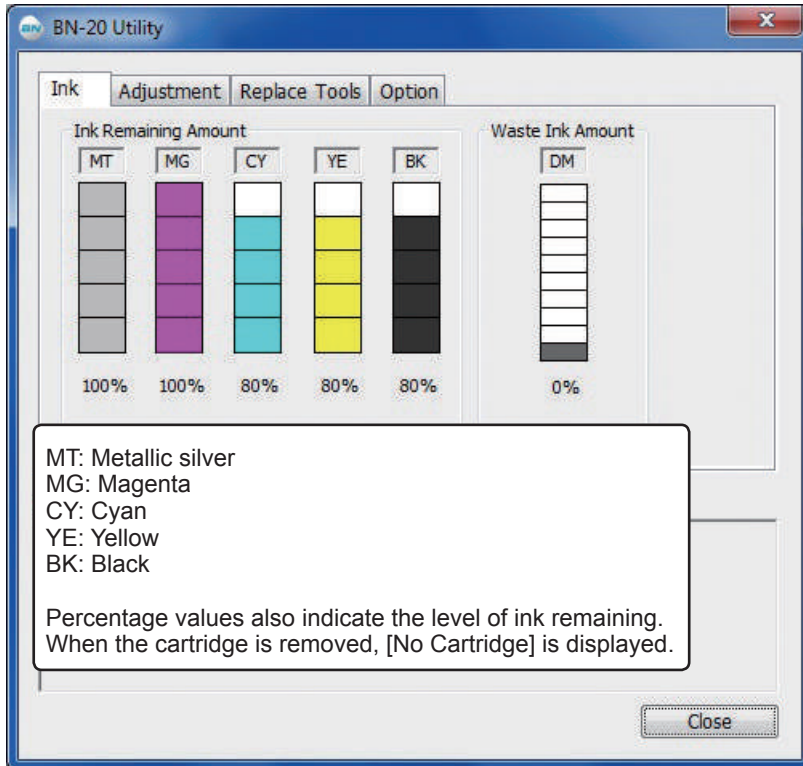 BN BN-20 Utility
Ink Adjustment Replace Tools Option
Ink Remaining Amount Waste Ink Amount
MT MG CY YE BK DM
100% 100% 80% 80% 80% 0%
MT: Metallic silver
MG: Magenta
CY: Cyan
YE: Yellow
BK: Black
Percentage values also indicate the level of ink remaining.
When the cartridge is removed, [No Cartridge] is displayed.
Close